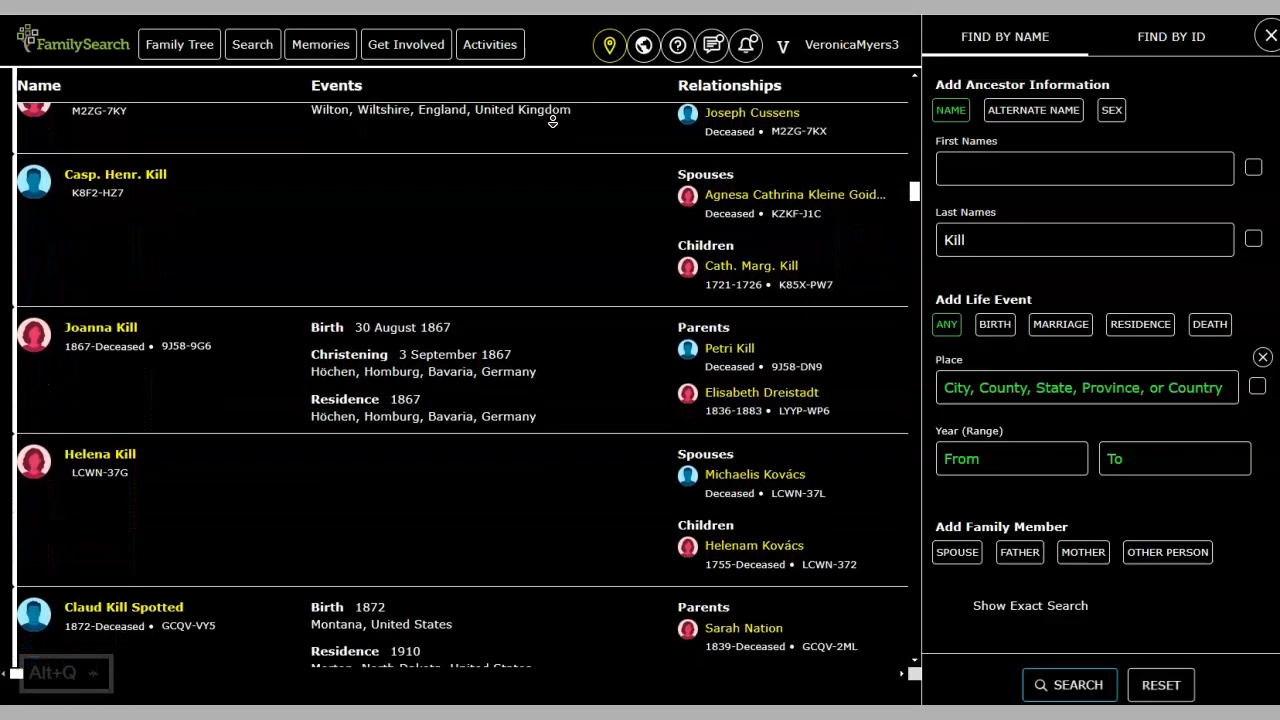 FamilySearch
Family Tree
Search
Memories
Get Involved
Activities
V
VeronicaMyers3
Name
Events
Relationships
M2ZG-7KY
Wilton, Wiltshire, England, United Kingdom
Joseph Cussens
Deceased • M2ZG-7KX
Casp. Henr. Kill
K8F2-HZ7
Spouses
Agnesa Cathrina Kleine Goid...
Deceased • KZKF-J1C
Children
Cath. Marg. Kill
1721-1726 • K85X-PW7
Joanna Kill
1867-Deceased • 9J58-9G6
Birth 30 August 1867
Christening 3 September 1867
Höchen, Homburg, Bavaria, Germany
Residence 1867
Höchen, Homburg, Bavaria, Germany
Parents
Petri Kill
Deceased • 9J58-DN9
Elisabeth Dreistadt
1836-1883 • LYYP-WP6
Helena Kill
LCWN-37G
Spouses
Michaelis Kovács
Deceased • LCWN-37L
Children
Helenam Kovács
1755-Deceased • LCWN-372
Claud Kill Spotted
1872-Deceased • GCQV-VY5
Birth 1872
Montana, United States
Residence 1910
Morton, North Dakota, United States
Parents
Sarah Nation
1839-Deceased • GCQV-2ML
Alt+Q
FIND BY NAME
FIND BY ID
Add Ancestor Information
NAME
ALTERNATE NAME
SEX
First Names
Last Names
Kill
Add Life Event
ANY
BIRTH
MARRIAGE
RESIDENCE
DEATH
Place
City, County, State, Province, or Country
Year (Range)
From
To
Add Family Member
SPOUSE
FATHER
MOTHER
OTHER PERSON
Show Exact Search
SEARCH
RESET